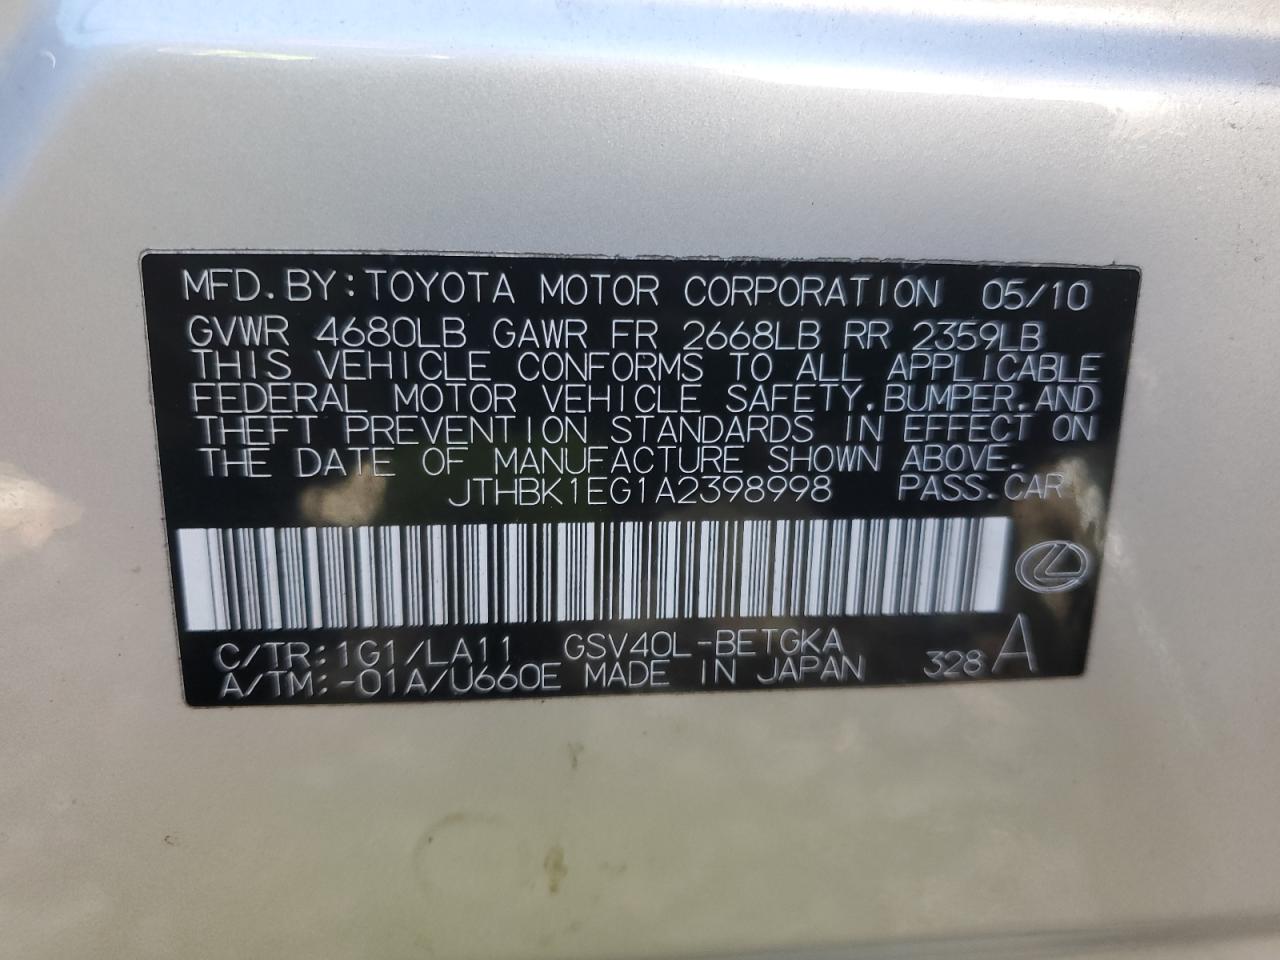 MFD.BY:TOYOTA MOTOR CORPORATION 05/10
GVWR 4680LB GAWR FR 2668LB RR 2359LB
THIS VEHICLE CONFORMS TO ALL APPLICABLE
FEDERAL MOTOR VEHICLE SAFETY,BUMPER,AND
THEFT PREVENTION STANDARDS IN EFFECT ON
THE DATE OF MANUFACTURE SHOWN ABOVE.
JTHBK1EG1A2398998 PASS.CAR
C/TR:1G1/LA11 GSV40L-BETGKA
A/TM:-01A/U660E MADE IN JAPAN 328 A